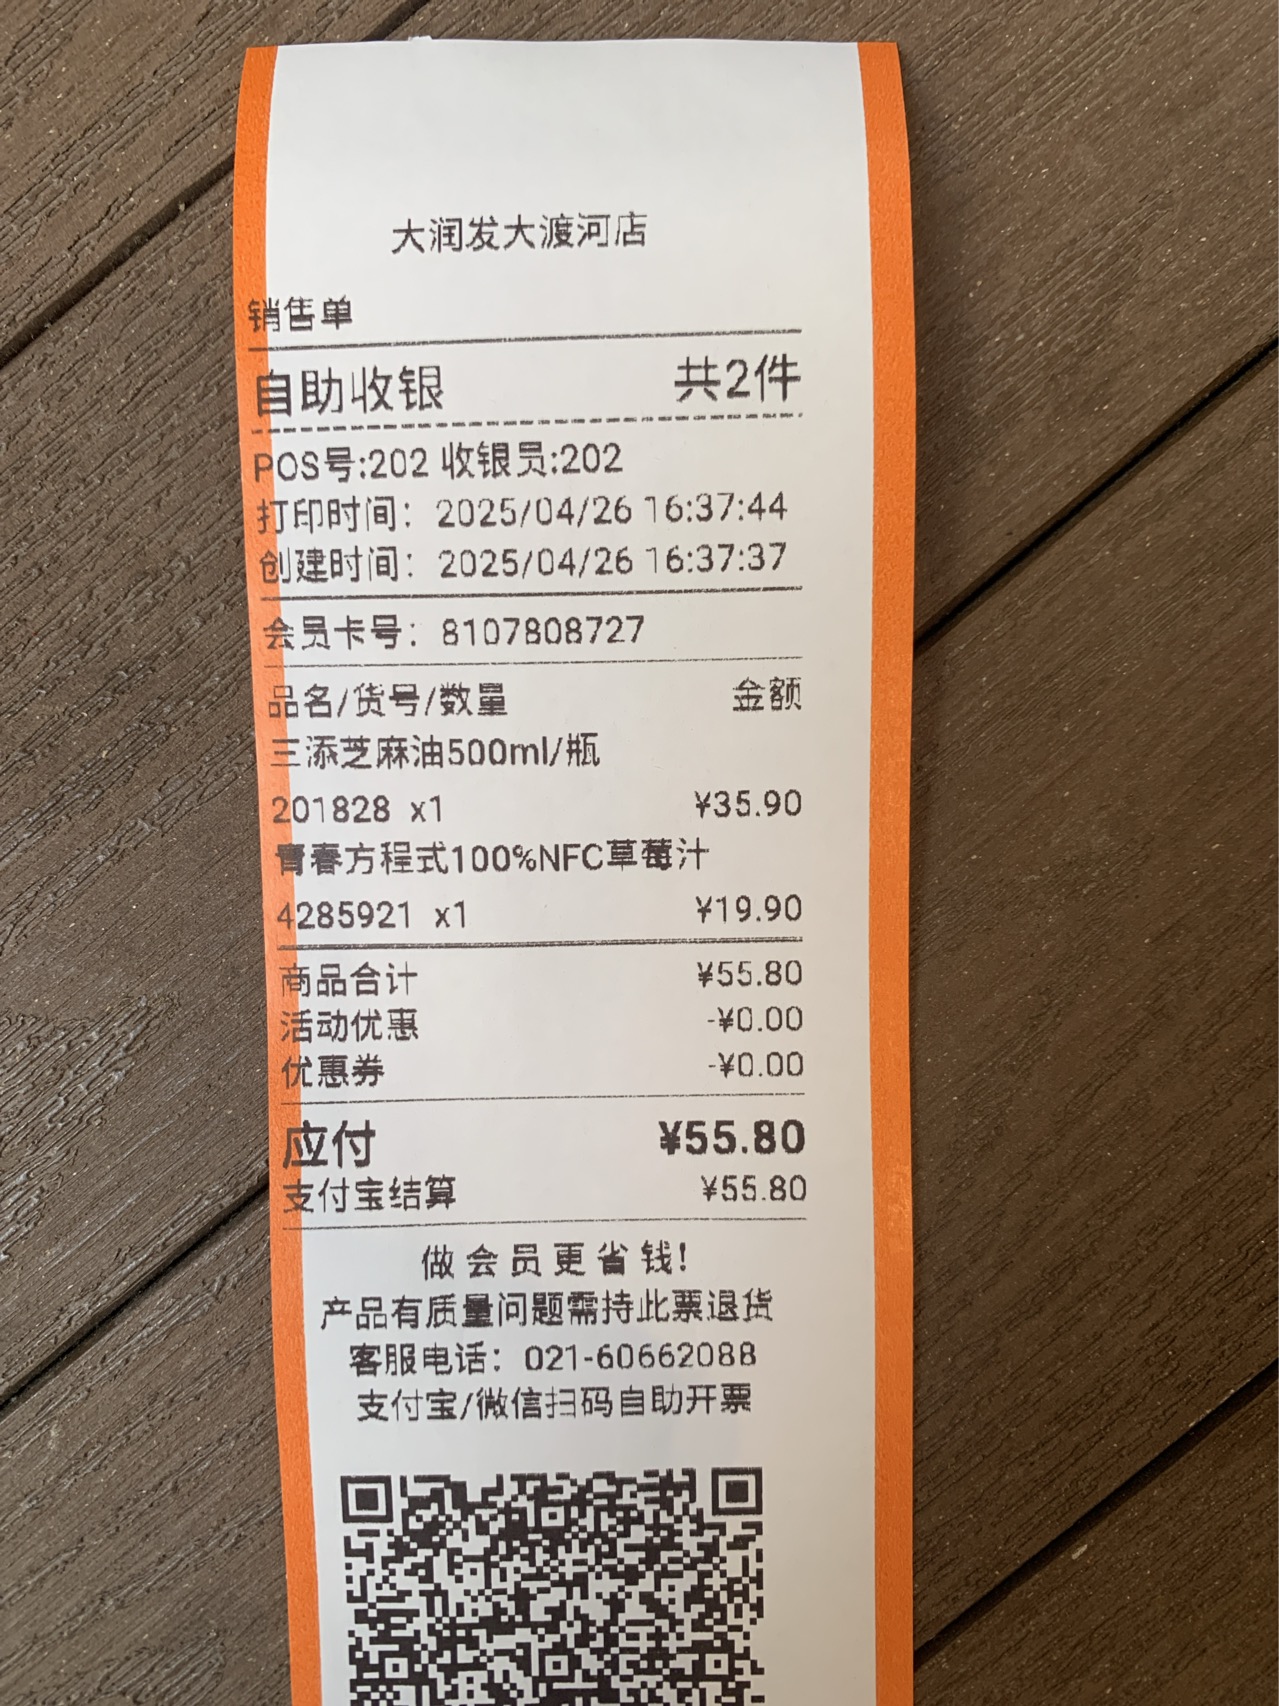 大润发大渡河店
销售单
自助收银 共2件
POS号:202 收银员:202
打印时间：2025/04/26 16:37:44
创建时间：2025/04/26 16:37:37
会员卡号：8107808727
品名/货号/数量 金额
三添芝麻油500ml/瓶
201828 x1 ¥35.90
青春方程式100%NFC草莓汁
4285921 x1 ¥19.90
商品合计 ¥55.80
活动优惠 -¥0.00
优惠券 -¥0.00
应付 ¥55.80
支付宝结算 ¥55.80
做会员更省钱!
产品有质量问题需持此票退货
客服电话：021-60662088
支付宝/微信扫码自助开票